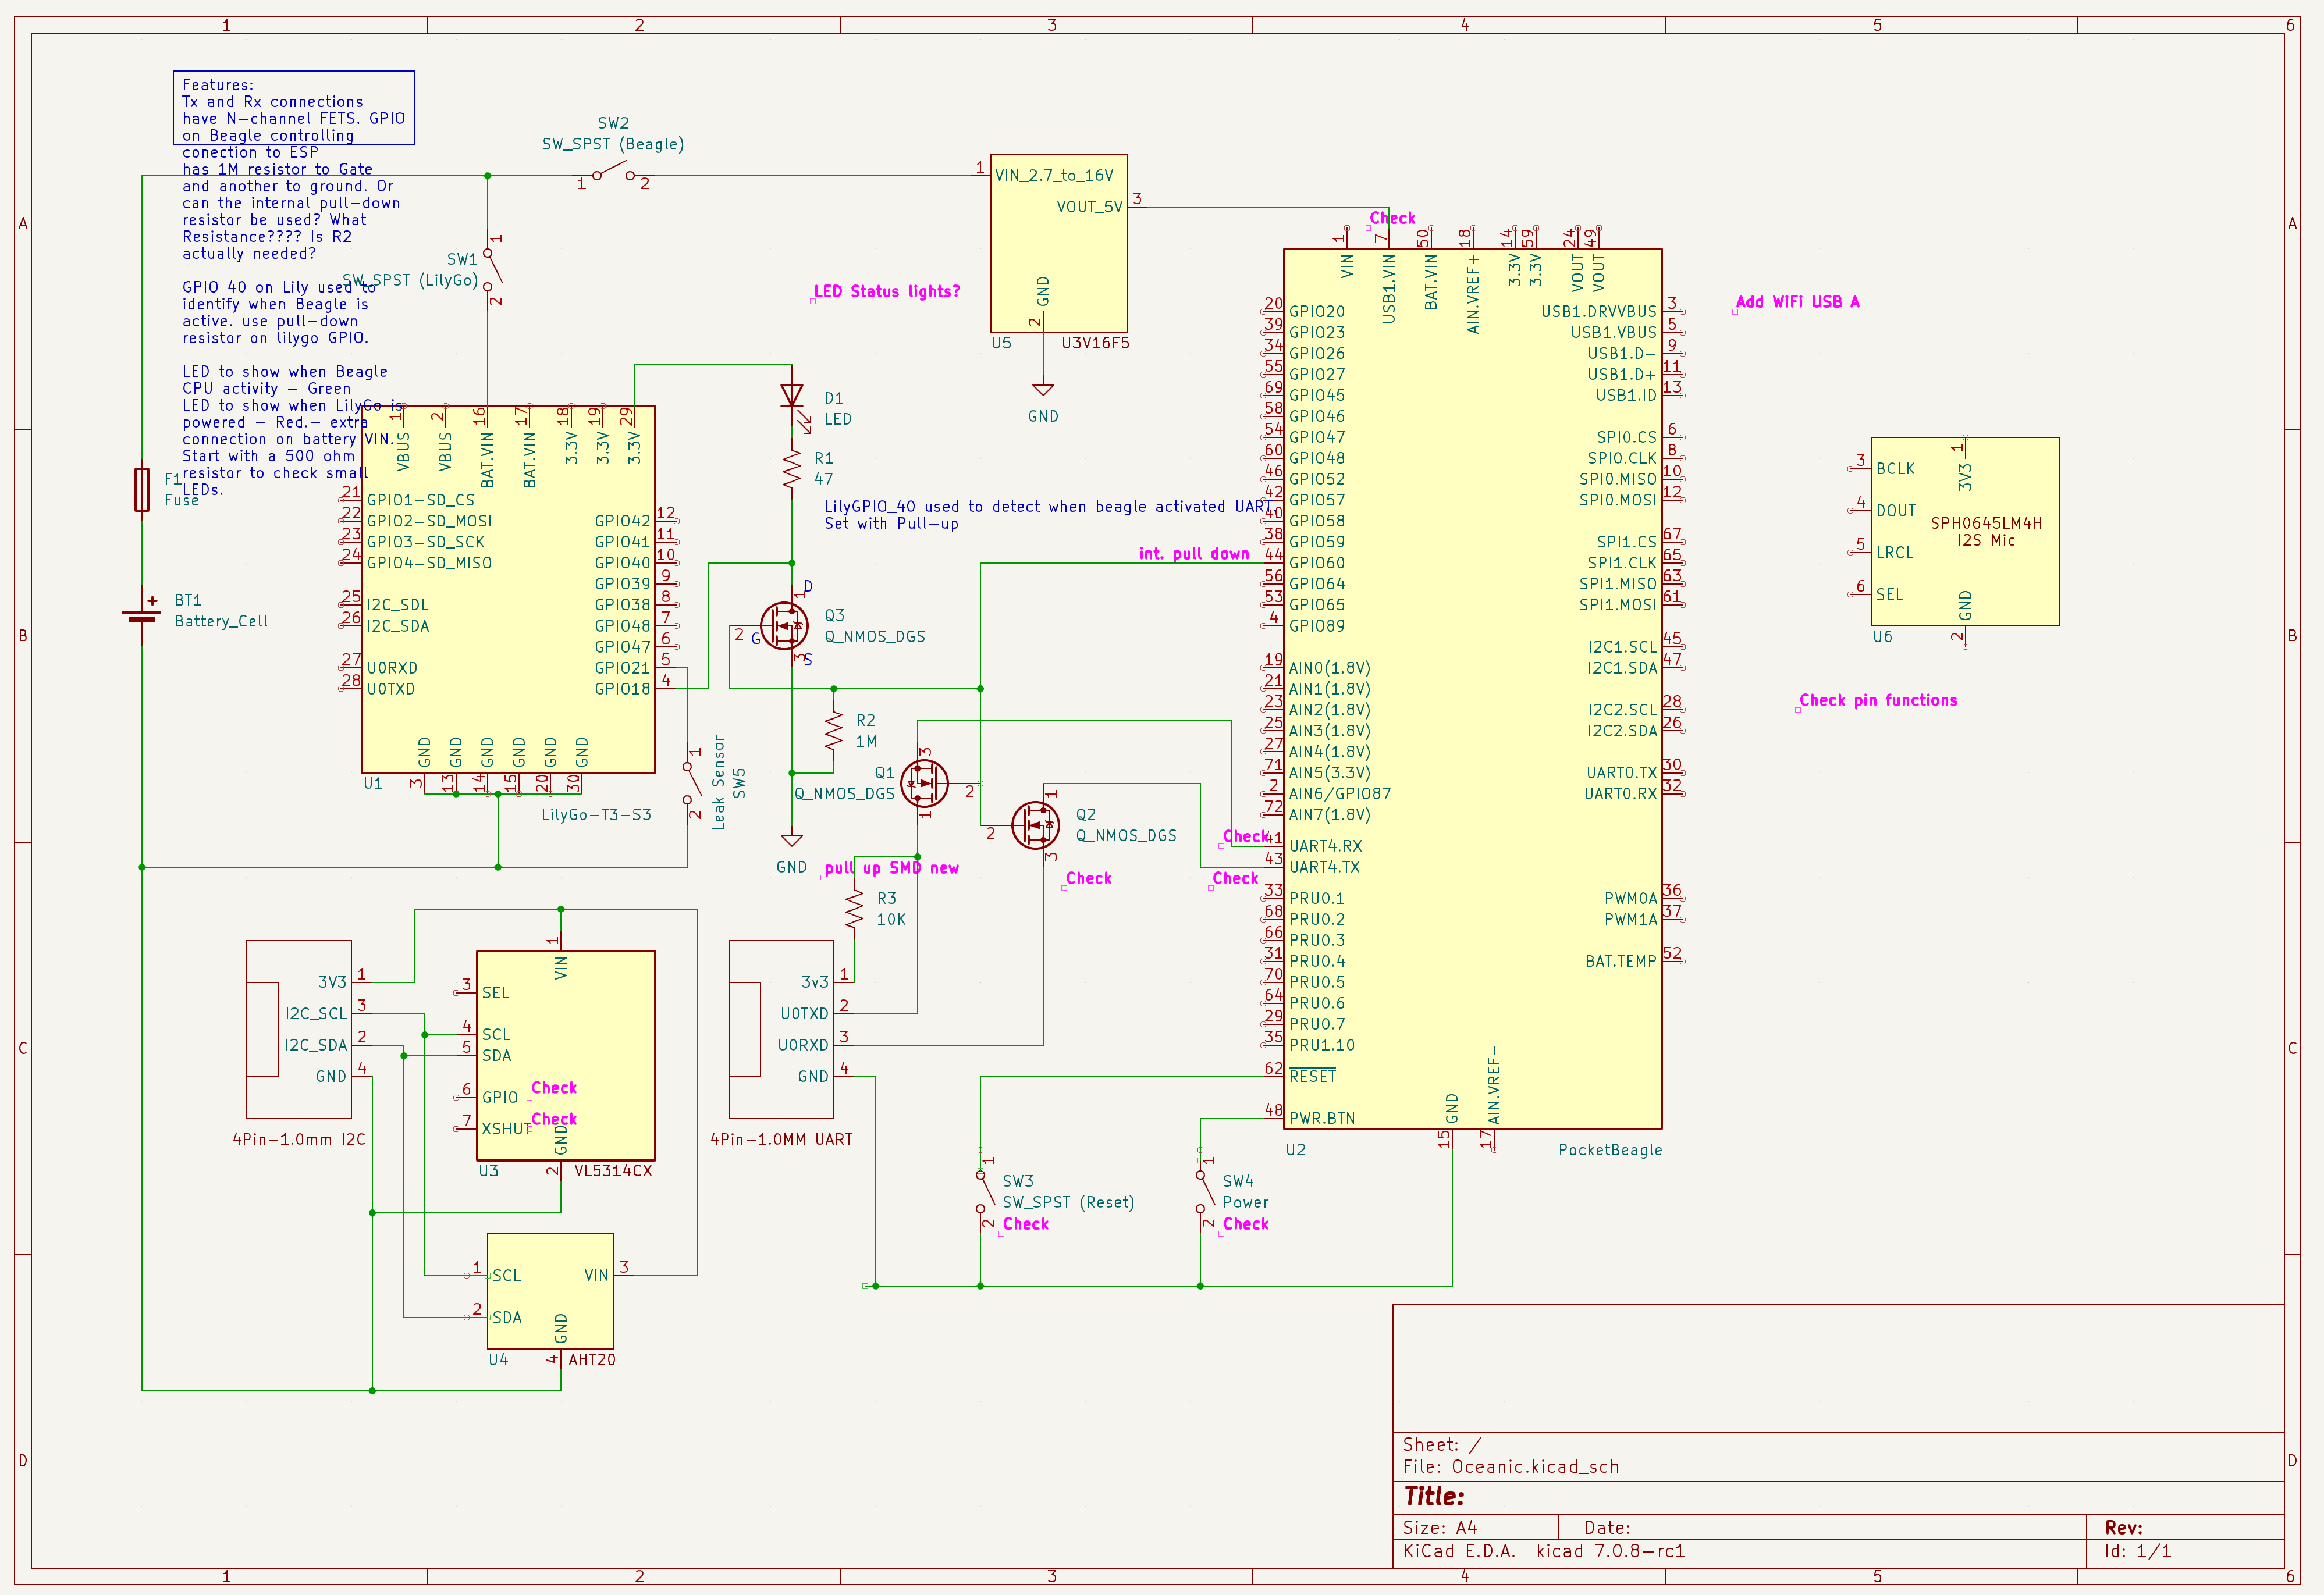 1 2 3 4 5 6
A
B
C
D
Features:
Tx and Rx connections
have N-channel FETS. GPIO
on Beagle controlling
conection to ESP
has 1M resistor to Gate
and another to ground. Or
can the internal pull-down
resistor be used? What
Resistance???? Is R2
actually needed?
GPIO 40 on Lily used to
identify when Beagle is
active. use pull-down
resistor on lilygo GPIO.
LED to show when Beagle
CPU activity - Green
LED to show when LilyGo is
powered - Red.- extra
connection on battery VIN.
Start with a 500 ohm
resistor to check small
LEDs.
SW2
SW_SPST (Beagle)
1 2
SW1
SW_SPST (LilyGo)
1
2
F1
Fuse
+
BT1
Battery_Cell
1 VBUS
2 VBUS
16 BAT.VIN
17 BAT.VIN
18 3.3V
19 3.3V
29 3.3V
21 GPIO1-SD_CS
22 GPIO2-SD_MOSI
23 GPIO3-SD_SCK
24 GPIO4-SD_MISO
25 I2C_SDL
26 I2C_SDA
27 U0RXD
28 U0TXD
GPIO42 12
GPIO41 11
GPIO40 10
GPIO39 9
GPIO38 8
GPIO48 7
GPIO47 6
GPIO21 5
GPIO18 4
GND 3
GND 13
GND 14
GND 15
GND 20
GND 30
U1
LilyGo-T3-S3
1
2
Leak Sensor
SW5
D1
LED
R1
47
LED Status lights?
LilyGPIO_40 used to detect when beagle activated UART.
Set with Pull-up
D
1
Q3
Q_NMOS_DGS
2 G
3
S
R2
1M
GND
3
Q1
Q_NMOS_DGS
2
1
1
Q2
Q_NMOS_DGS
2
3
pull up SMD new
Check
R3
10K
1 VIN_2.7_to_16V
VOUT_5V 3
GND
2
U5
U3V16F5
GND
int. pull down
Check
Check
Check
1 VIN
7 USB1.VIN
50 BAT.VIN
18 AIN.VREF+
14 3.3V
59 3.3V
24 VOUT
49 VOUT
20 GPIO20
39 GPIO23
34 GPIO26
55 GPIO27
69 GPIO45
58 GPIO46
54 GPIO47
60 GPIO48
46 GPIO52
42 GPIO57
40 GPIO58
38 GPIO59
44 GPIO60
56 GPIO64
53 GPIO65
4 GPIO89
19 AIN0(1.8V)
21 AIN1(1.8V)
23 AIN2(1.8V)
25 AIN3(1.8V)
27 AIN4(1.8V)
71 AIN5(3.3V)
2 AIN6/GPIO87
72 AIN7(1.8V)
41 UART4.RX
43 UART4.TX
33 PRU0.1
68 PRU0.2
66 PRU0.3
31 PRU0.4
70 PRU0.5
64 PRU0.6
29 PRU0.7
35 PRU1.10
62 RESET
48 PWR.BTN
USB1.DRVVBUS 3
USB1.VBUS 5
USB1.D- 9
USB1.D+ 11
USB1.ID 13
SPI0.CS 6
SPI0.CLK 8
SPI0.MISO 10
SPI0.MOSI 12
SPI1.CS 67
SPI1.CLK 65
SPI1.MISO 63
SPI1.MOSI 61
I2C1.SCL 45
I2C1.SDA 47
I2C2.SCL 28
I2C2.SDA 26
UART0.TX 30
UART0.RX 32
PWM0A 36
PWM1A 37
BAT.TEMP 52
GND 15
AIN.VREF- 17
U2
PocketBeagle
Add WiFi USB A
3 BCLK
4 DOUT
5 LRCL
6 SEL
1 3V3
SPH0645LM4H
I2S Mic
GND 2
U6
Check pin functions
3V3 1
I2C_SCL 3
I2C_SDA 2
GND 4
4Pin-1.0mm I2C
1 VIN
3 SEL
4 SCL
5 SDA
6 GPIO
7 XSHUT
Check
Check
GND 2
U3
VL5314CX
1 SCL
2 SDA
VIN 3
GND 4
U4
AHT20
3v3 1
U0TXD 2
U0RXD 3
GND 4
4Pin-1.0MM UART
1
SW3
SW_SPST (Reset)
2
Check
1
SW4
Power
2
Check
Sheet: /
File: Oceanic.kicad_sch
Title:
Size: A4 Date: Rev:
KiCad E.D.A. kicad 7.0.8-rc1 Id: 1/1
A
B
C
D
1 2 3 4 5 6